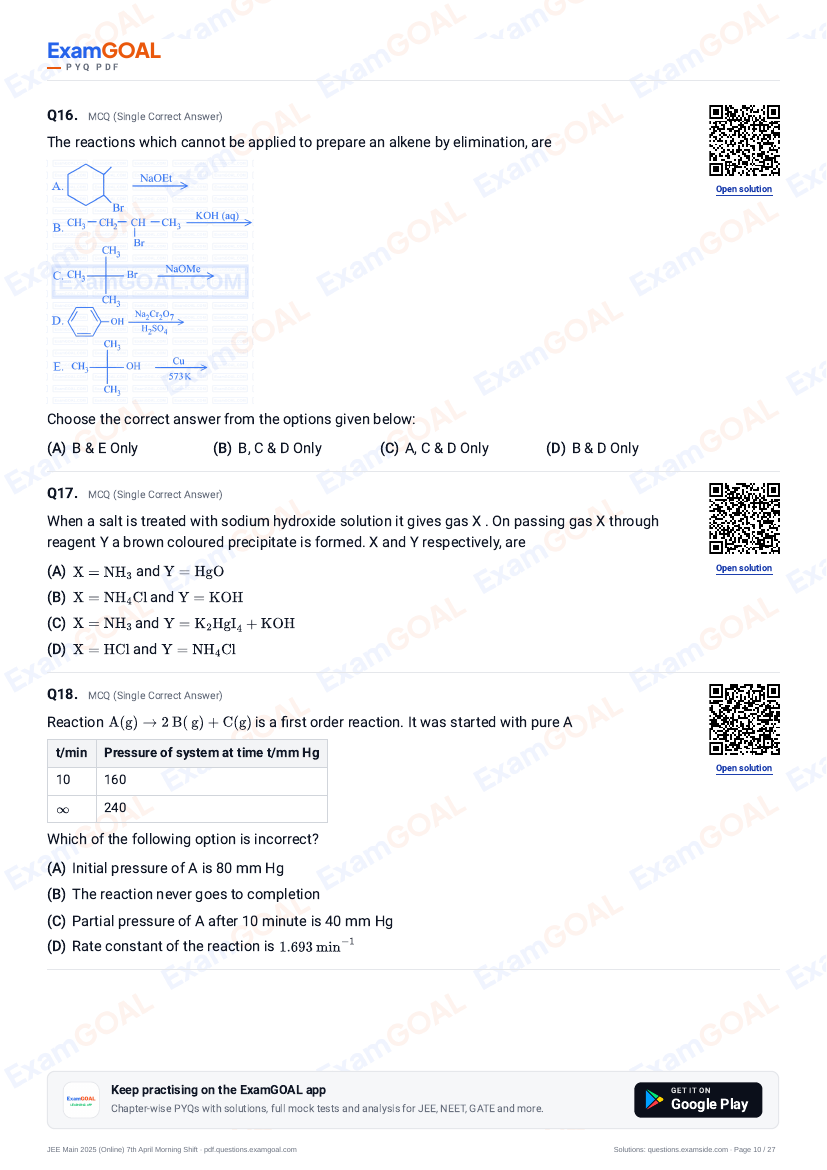 ExamGOAL
PYQ PDF
Q16. MCQ (Single Correct Answer)
The reactions which cannot be applied to prepare an alkene by elimination, are
Open solution
A. Br NaOEt
B. CH₃ — CH₂ — CH — CH₃ KOH (aq)
Br
CH₃
C. CH₃ Br NaOMe
CH₃
D. OH Na₂Cr₂O₇
H₂SO₄
CH₃
E. CH₃ OH Cu
573K
CH₃
ExamGOAL.COM
Choose the correct answer from the options given below:
(A) B & E Only (B) B, C & D Only (C) A, C & D Only (D) B & D Only
Q17. MCQ (Single Correct Answer)
When a salt is treated with sodium hydroxide solution it gives gas X . On passing gas X through
reagent Y a brown coloured precipitate is formed. X and Y respectively, are
Open solution
(A) X = NH₃ and Y = HgO
(B) X = NH₄Cl and Y = KOH
(C) X = NH₃ and Y = K₂HgI₄ + KOH
(D) X = HCl and Y = NH₄Cl
Q18. MCQ (Single Correct Answer)
Reaction A(g) → 2 B( g) + C(g) is a first order reaction. It was started with pure A
Open solution
t/min Pressure of system at time t/mm Hg
10 160
∞ 240
Which of the following option is incorrect?
(A) Initial pressure of A is 80 mm Hg
(B) The reaction never goes to completion
(C) Partial pressure of A after 10 minute is 40 mm Hg
(D) Rate constant of the reaction is 1.693 min⁻¹
ExamGOAL
Keep practising on the ExamGOAL app
Chapter-wise PYQs with solutions, full mock tests and analysis for JEE, NEET, GATE and more.
GET IT ON
Google Play
JEE Main 2025 (Online) 7th April Morning Shift · pdf.questions.examgoal.com
Solutions: questions.examside.com · Page 10 / 27